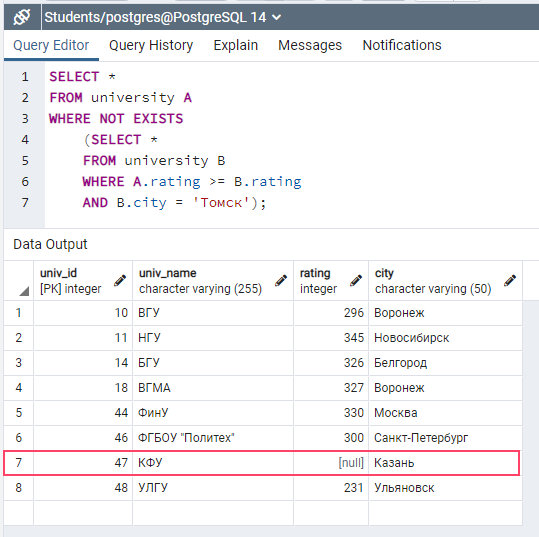 Students/postgres@PostgreSQL 14
Query Editor Query History Explain Messages Notifications
1 SELECT *
2 FROM university A
3 WHERE NOT EXISTS
4 (SELECT *
5 FROM university B
6 WHERE NOT A.rating >= B.rating
7 AND B.city = 'Томск');
Data Output
univ_id univ_name rating city
[PK] integer character varying (255) integer character varying (50)
1 10 ВГУ 296 Воронеж
2 11 НГУ 345 Новосибирск
3 14 БГУ 326 Белгород
4 18 ВГМА 327 Воронеж
5 44 ФинУ 330 Москва
6 46 ФГБОУ "Политех" 300 Санкт-Петербург
7 47 КФУ [null] Казань
8 48 УЛГУ 231 Ульяновск